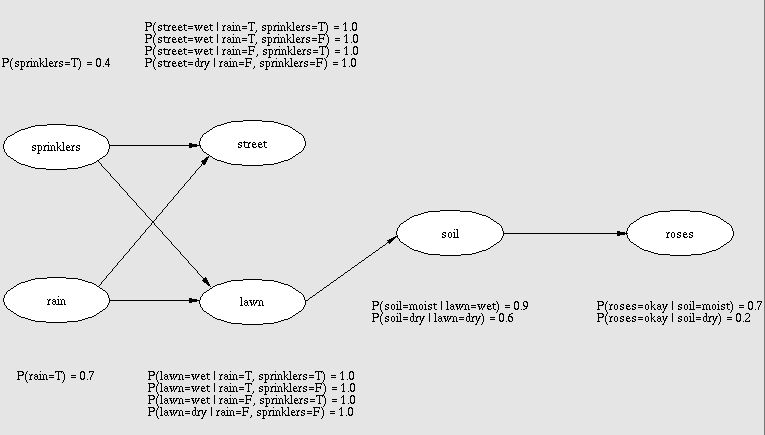 P(street=wet | rain=T, sprinklers=T) = 1.0
P(street=wet | rain=T, sprinklers=F) = 1.0
P(street=wet | rain=F, sprinklers=T) = 1.0
P(sprinklers=T) = 0.4
P(street=dry | rain=F, sprinklers=F) = 1.0
sprinklers
street
soil
roses
rain
lawn
P(soil=moist | lawn=wet) = 0.9
P(soil=dry | lawn=dry) = 0.6
P(roses=okay | soil=moist) = 0.7
P(roses=okay | soil=dry) = 0.2
P(rain=T) = 0.7
P(lawn=wet | rain=T, sprinklers=T) = 1.0
P(lawn=wet | rain=T, sprinklers=F) = 1.0
P(lawn=wet | rain=F, sprinklers=T) = 1.0
P(lawn=dry | rain=F, sprinklers=F) = 1.0